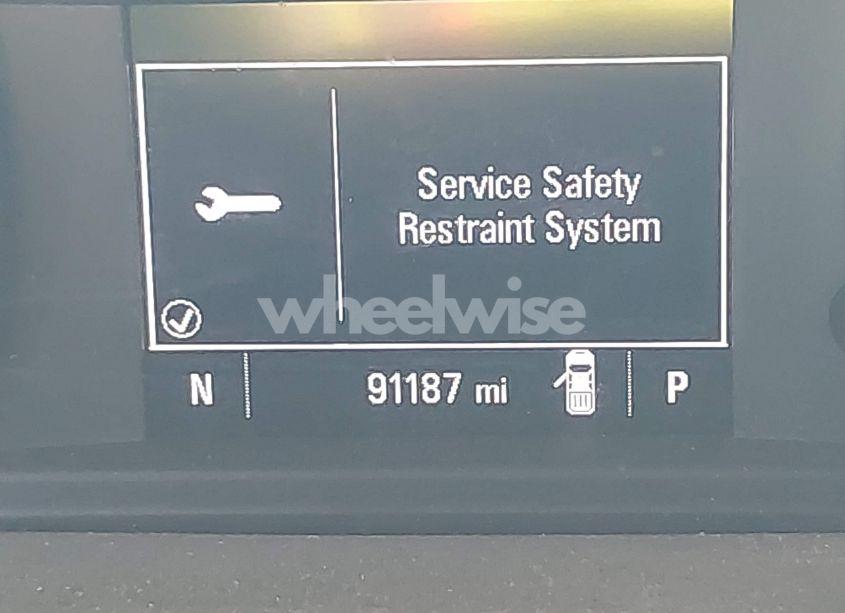 Service Safety
Restraint System
wheelwise
N 91187 mi P